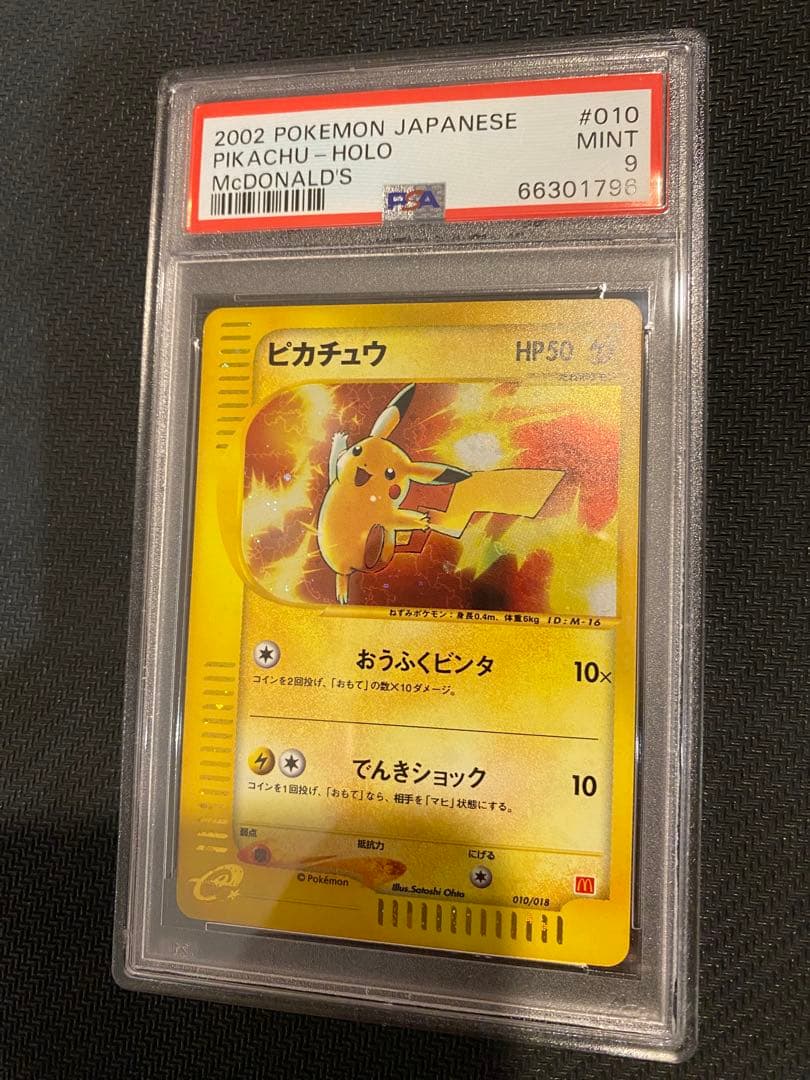 2002 POKEMON JAPANESE #010
PIKACHU - HOLO MINT
McDONALD'S 9
PSA 66301796
ピカチュウ HP50
ねずみポケモン：身長0.4m、体重6kg ID:M-16
おうふくビンタ 10×
コインを2回投げ、「おもて」の数×10ダメージ。
でんきショック 10
コインを1回投げ、「おもて」なら、相手を「マヒ」状態にする。
弱点 抵抗力 にげる
©Pokémon Illus.Satoshi Ohta 010/018